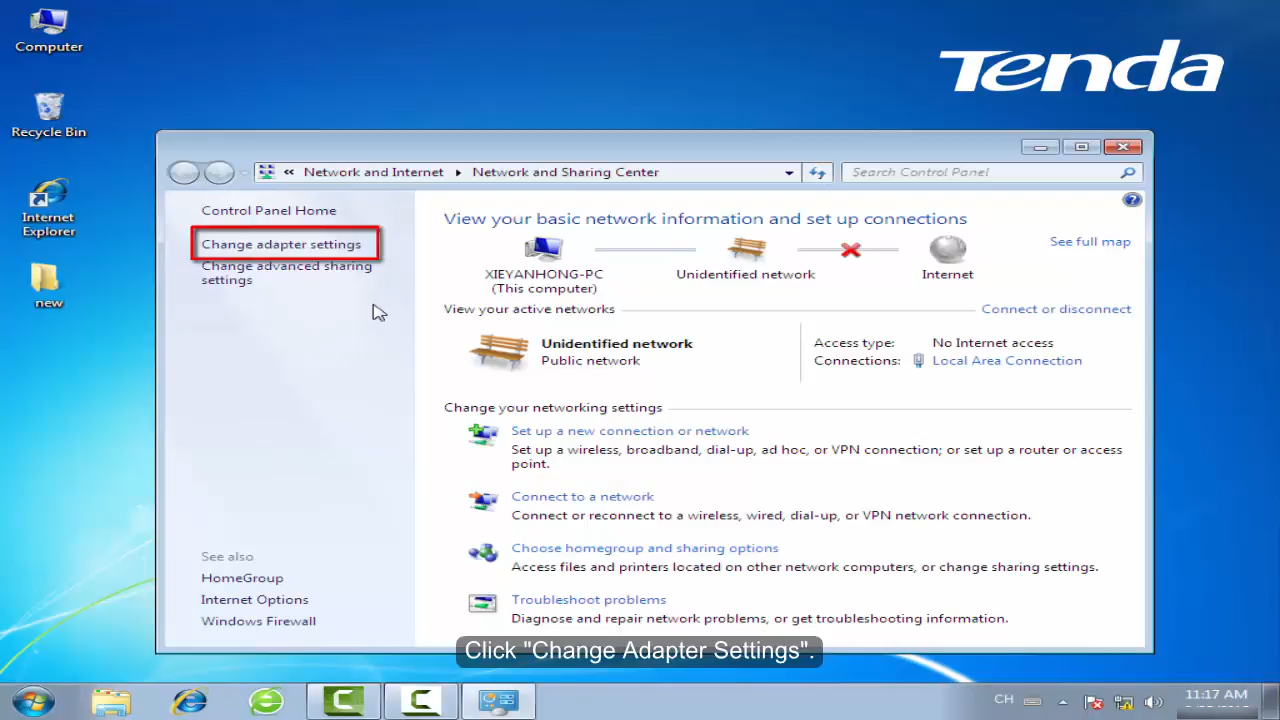 Computer
Recycle Bin
Internet
Explorer
new
Tenda
« Network and Internet ▸ Network and Sharing Center
Search Control Panel
Control Panel Home
Change adapter settings
Change advanced sharing
settings
See also
HomeGroup
Internet Options
Windows Firewall
View your basic network information and set up connections
See full map
XIEYANHONG-PC
(This computer)
Unidentified network
Internet
View your active networks
Connect or disconnect
Unidentified network
Public network
Access type: No Internet access
Connections: Local Area Connection
Change your networking settings
Set up a new connection or network
Set up a wireless, broadband, dial-up, ad hoc, or VPN connection; or set up a router or access
point.
Connect to a network
Connect or reconnect to a wireless, wired, dial-up, or VPN network connection.
Choose homegroup and sharing options
Access files and printers located on other network computers, or change sharing settings.
Troubleshoot problems
Diagnose and repair network problems, or get troubleshooting information.
Click "Change Adapter Settings".
CH
11:17 AM